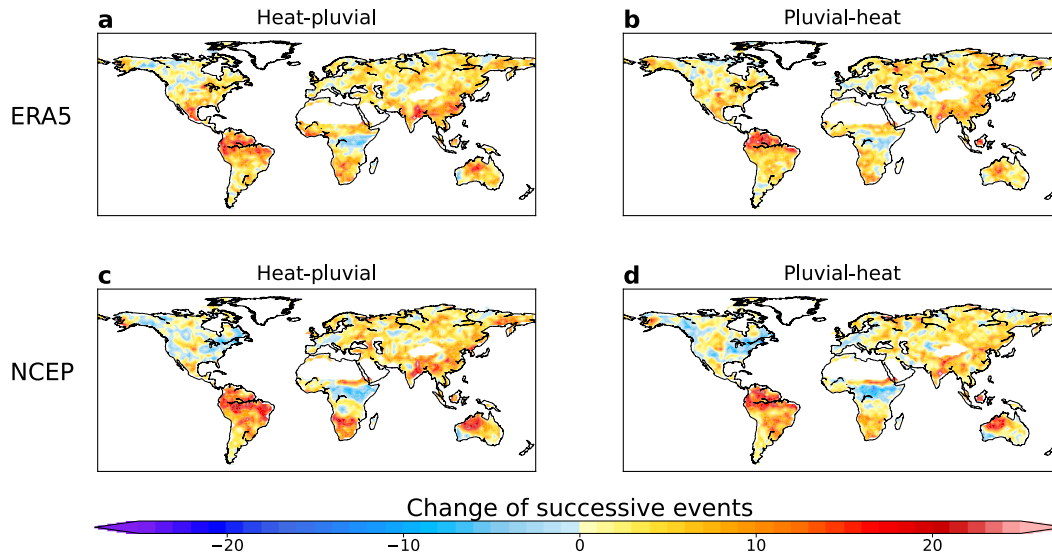 a Heat-pluvial
b Pluvial-heat
ERA5
c Heat-pluvial
d Pluvial-heat
NCEP
Change of successive events
−20 −10 0 10 20